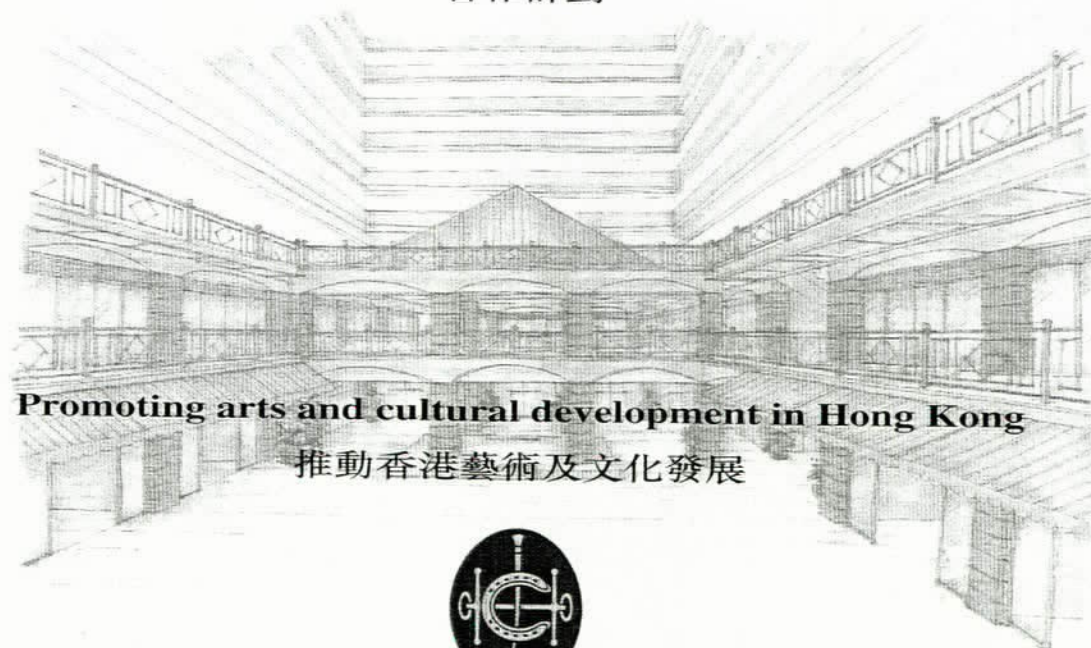 Promoting arts and cultural development in Hong Kong
推動香港藝術及文化發展